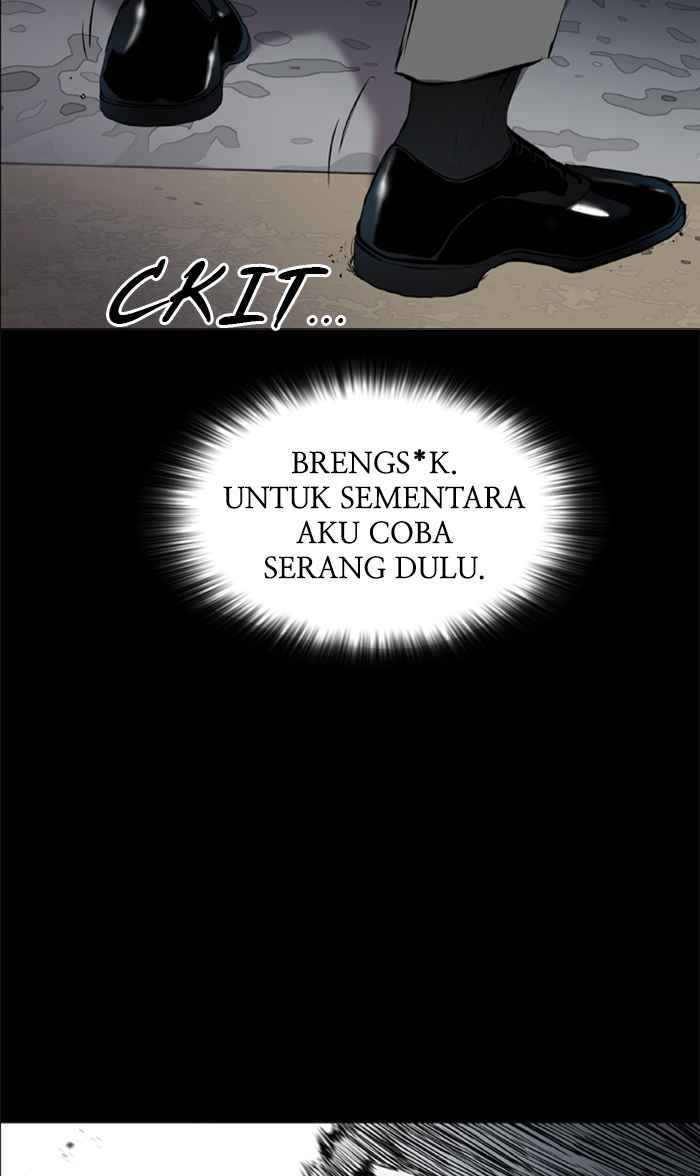 CKIT...
BRENGS*K.
UNTUK SEMENTARA
AKU COBA
SERANG DULU.